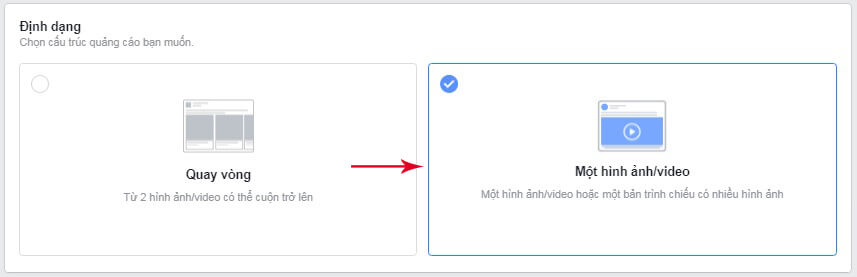 Định dạng
Chọn cấu trúc quảng cáo bạn muốn.
Quay vòng
Từ 2 hình ảnh/video có thể cuộn trở lên
Một hình ảnh/video
Một hình ảnh/video hoặc một bản trình chiếu có nhiều hình ảnh